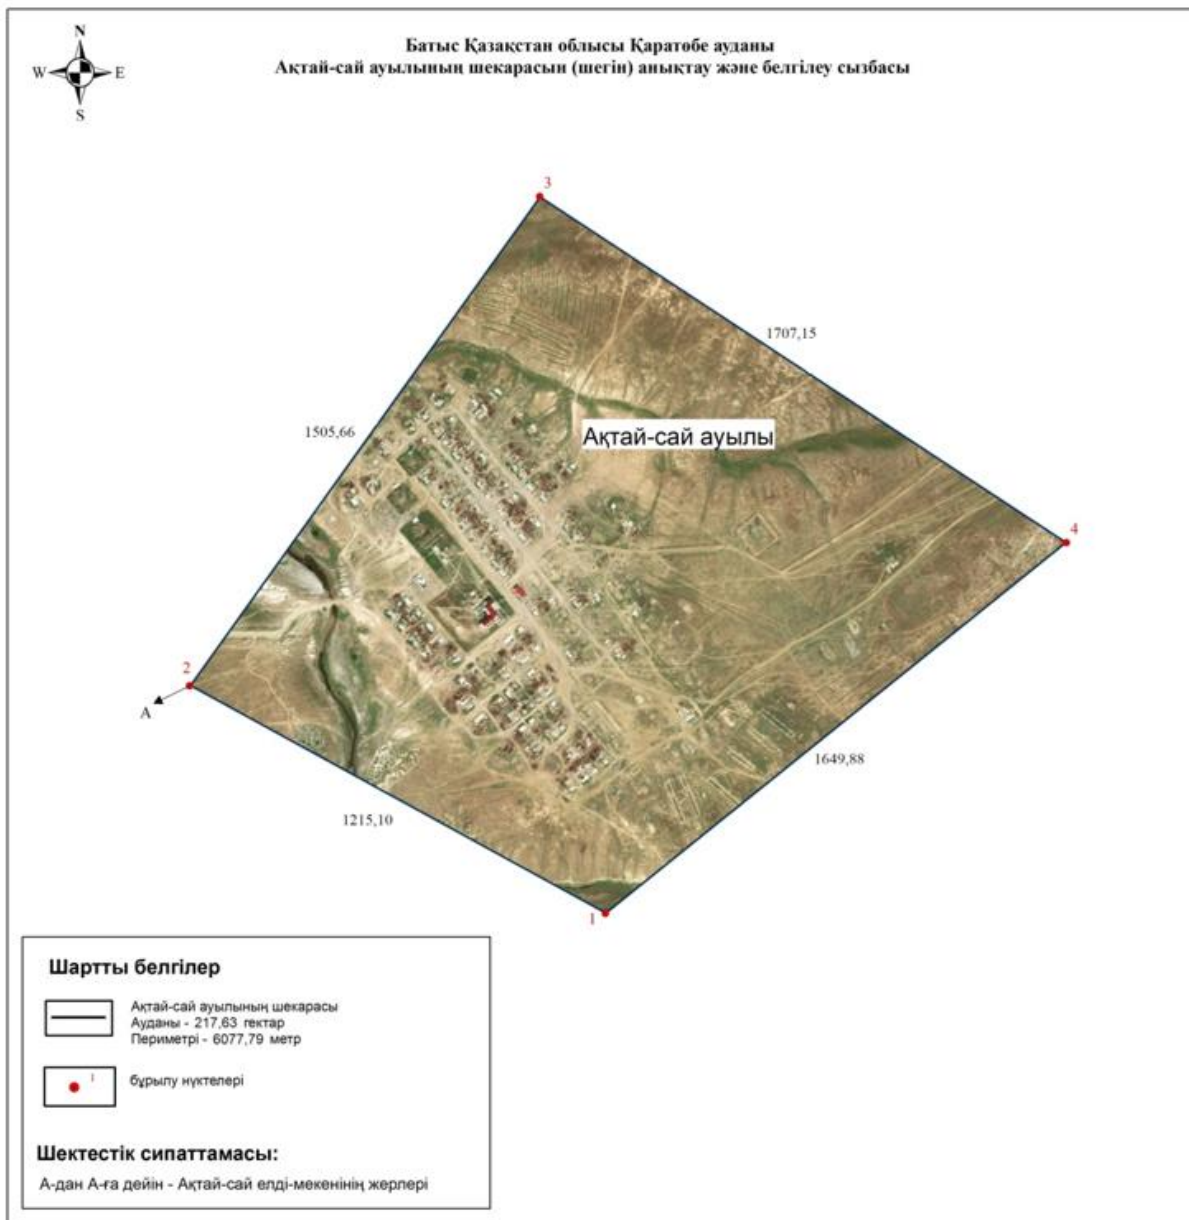 N
W E
S
Батыс Қазақстан облысы Қаратөбе ауданы
Ақтай-сай ауылының шекарасын (шегін) анықтау және белгілеу сызбасы
3
1707,15
1505,66
Ақтай-сай ауылы
4
2
А
1649,88
1215,10
1
Шартты белгілер
Ақтай-сай ауылының шекарасы
Ауданы - 217,63 гектар
Периметрі - 6077,79 метр
1
бұрылу нүктелері
Шектестік сипаттамасы:
А-дан А-ға дейін - Ақтай-сай елді-мекенінің жерлері